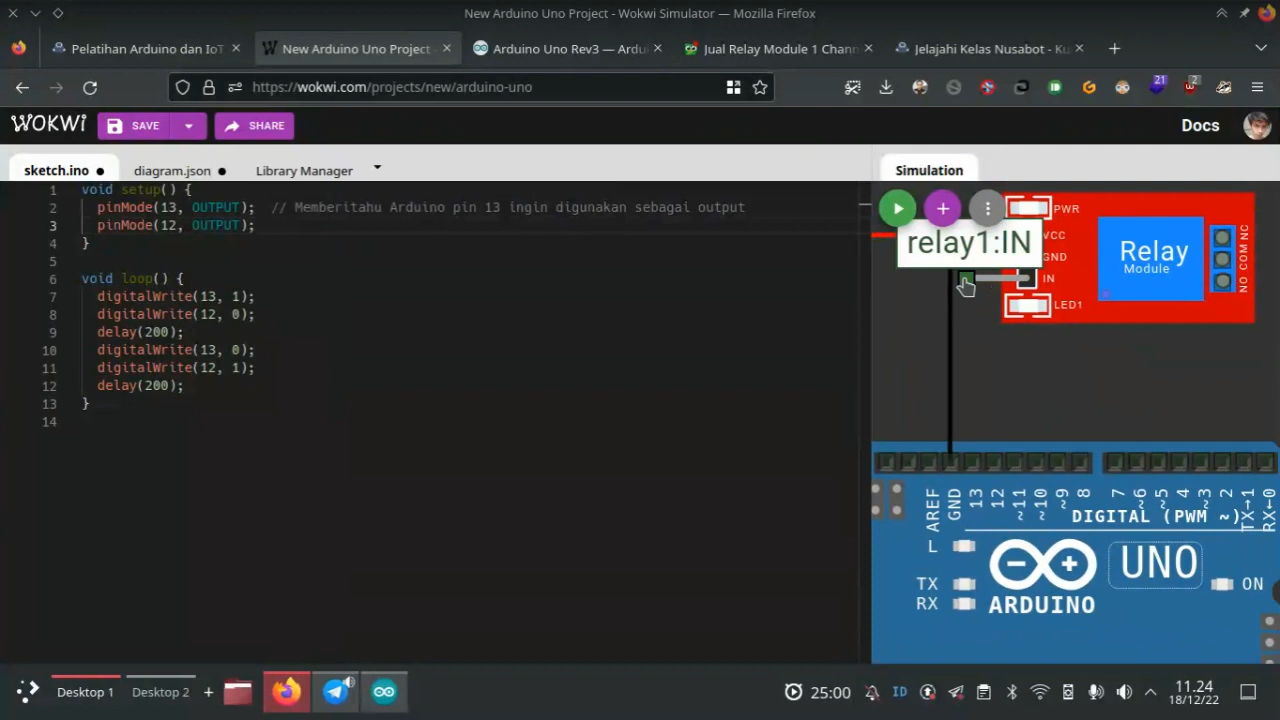 New Arduino Uno Project - Wokwi Simulator — Mozilla Firefox
Pelatihan Arduino dan IoT
New Arduino Uno Project -
Arduino Uno Rev3 — Ardu
Jual Relay Module 1 Chann
Jelajahi Kelas Nusabot - Ku
https://wokwi.com/projects/new/arduino-uno
21
2
WOKWi
SAVE
SHARE
Docs
sketch.ino
diagram.json
Library Manager
Simulation
1 void setup() {
2 pinMode(13, OUTPUT); // Memberitahu Arduino pin 13 ingin digunakan sebagai output
3 pinMode(12, OUTPUT);
4 }
5
6 void loop() {
7 digitalWrite(13, 1);
8 digitalWrite(12, 0);
9 delay(200);
10 digitalWrite(13, 0);
11 digitalWrite(12, 1);
12 delay(200);
13 }
14
relay1:IN
PWR
VCC
GND
IN
LED1
Relay
Module
NO COM NC
AREF
GND
13
12
~11
~10
~9
8
7
~6
~5
4
~3
2
TX→1
RX←0
DIGITAL (PWM ~)
L
TX
RX
UNO
ARDUINO
ON
Desktop 1
Desktop 2
25:00
ID
11.24
18/12/22